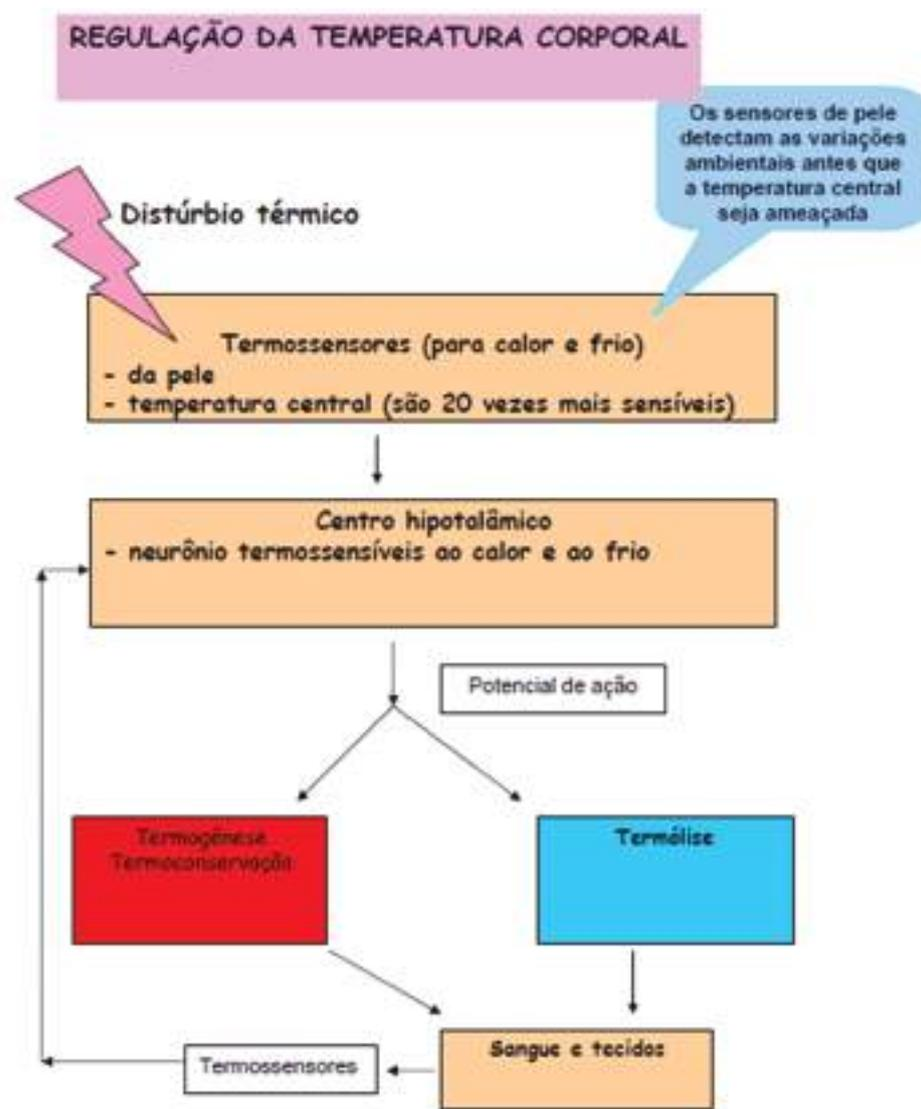 REGULAÇÃO DA TEMPERATURA CORPORAL
Os sensores de pele
detectam as variações
ambientais antes que
a temperatura central
seja ameaçada
Distúrbio térmico
Termossensores (para calor e frio)
- da pele
- temperatura central (são 20 vezes mais sensíveis)
Centro hipotalâmico
- neurônio termossensíveis ao calor e ao frio
Potencial de ação
Termogênese
Termoconservação
Termólise
Sangue e tecidos
Termossensores